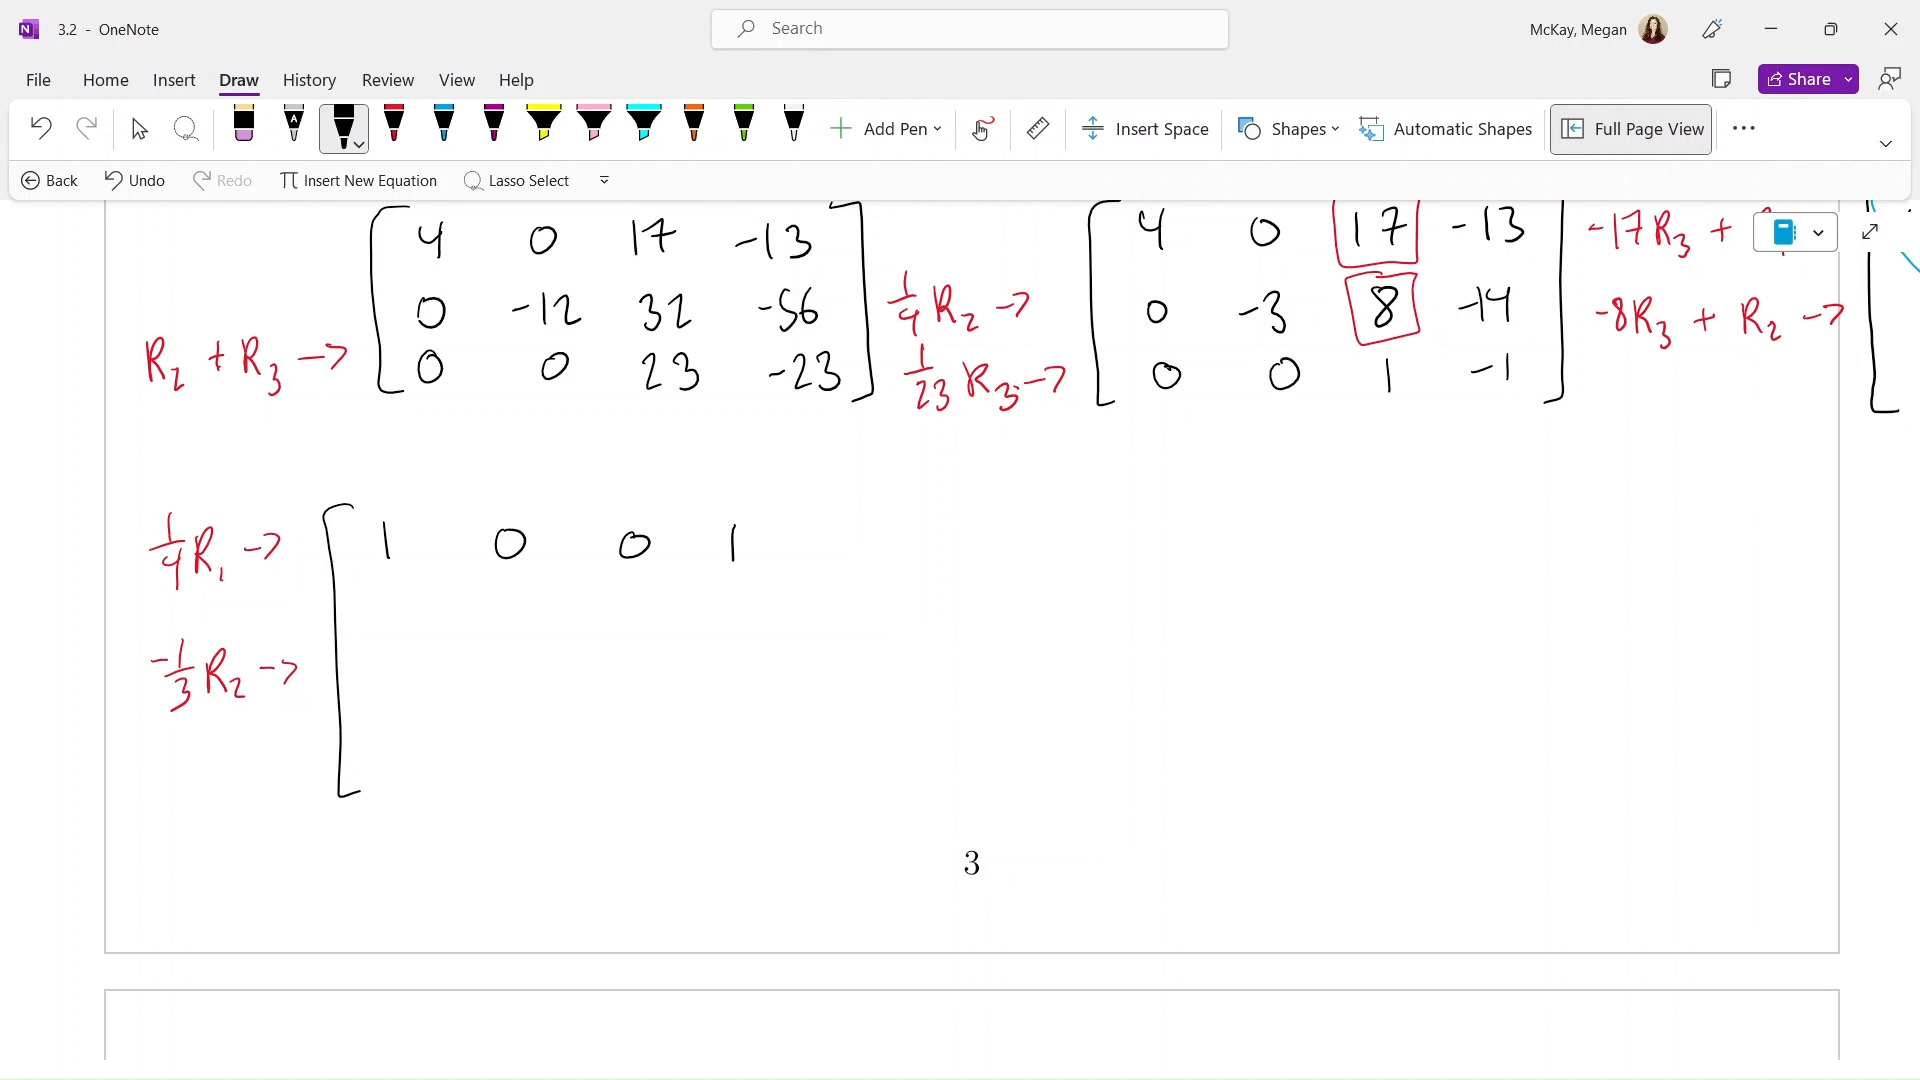 3.2 - OneNote
Search
McKay, Megan
File Home Insert Draw History Review View Help
Share
A
Add Pen
Insert Space
Shapes
Automatic Shapes
Full Page View
Back Undo Redo Insert New Equation Lasso Select
4 0 17 -13
0 -12 32 -56
R₂ + R₃ → 0 0 23 -23
4 0 17 -13 -17R₃ +
1/4 R₂ → 0 -3 8 -14 -8R₃ + R₂ →
1/23 R₃ → 0 0 1 -1
1/4 R₁ → 1 0 0 1
-1/3 R₂ →
3